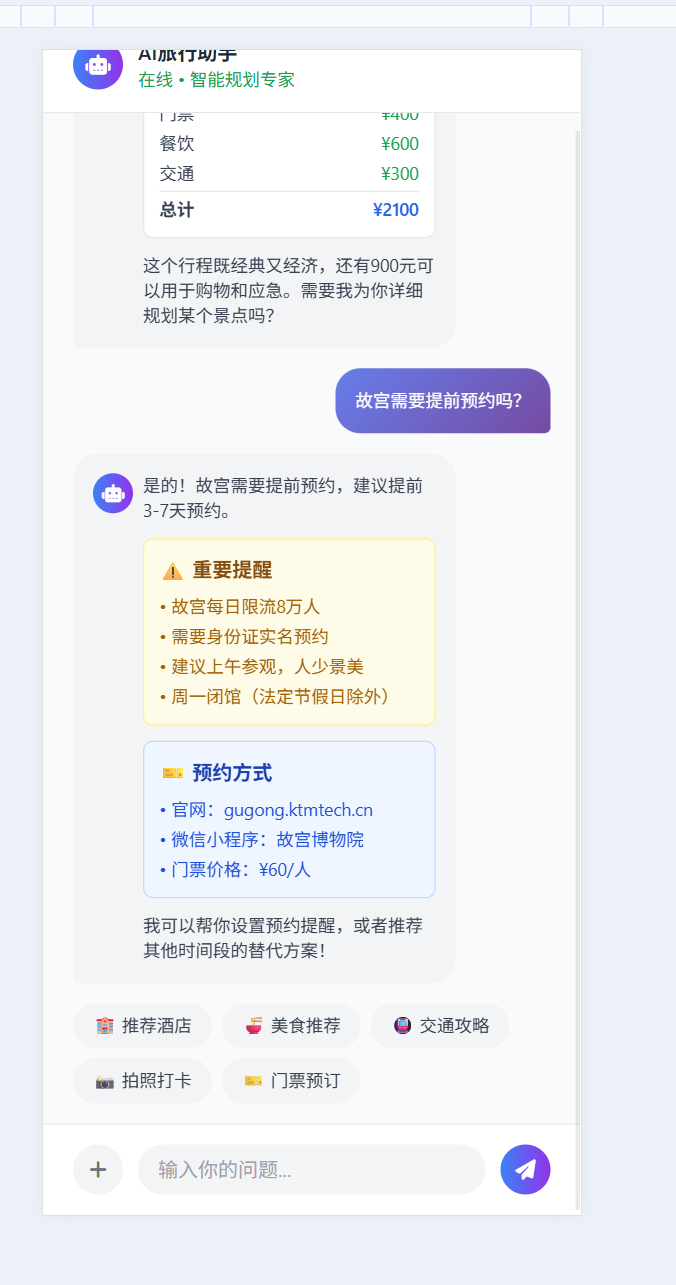 AI旅行助手
在线 • 智能规划专家
门票 ¥400
餐饮 ¥600
交通 ¥300
总计 ¥2100
这个行程既经典又经济，还有900元可
以用于购物和应急。需要我为你详细
规划某个景点吗？
故宫需要提前预约吗？
是的！故宫需要提前预约，建议提前
3-7天预约。
重要提醒
• 故宫每日限流8万人
• 需要身份证实名预约
• 建议上午参观，人少景美
• 周一闭馆（法定节假日除外）
预约方式
• 官网：gugong.ktmtech.cn
• 微信小程序：故宫博物院
• 门票价格：¥60/人
我可以帮你设置预约提醒，或者推荐
其他时间段的替代方案！
推荐酒店
美食推荐
交通攻略
拍照打卡
门票预订
输入你的问题...